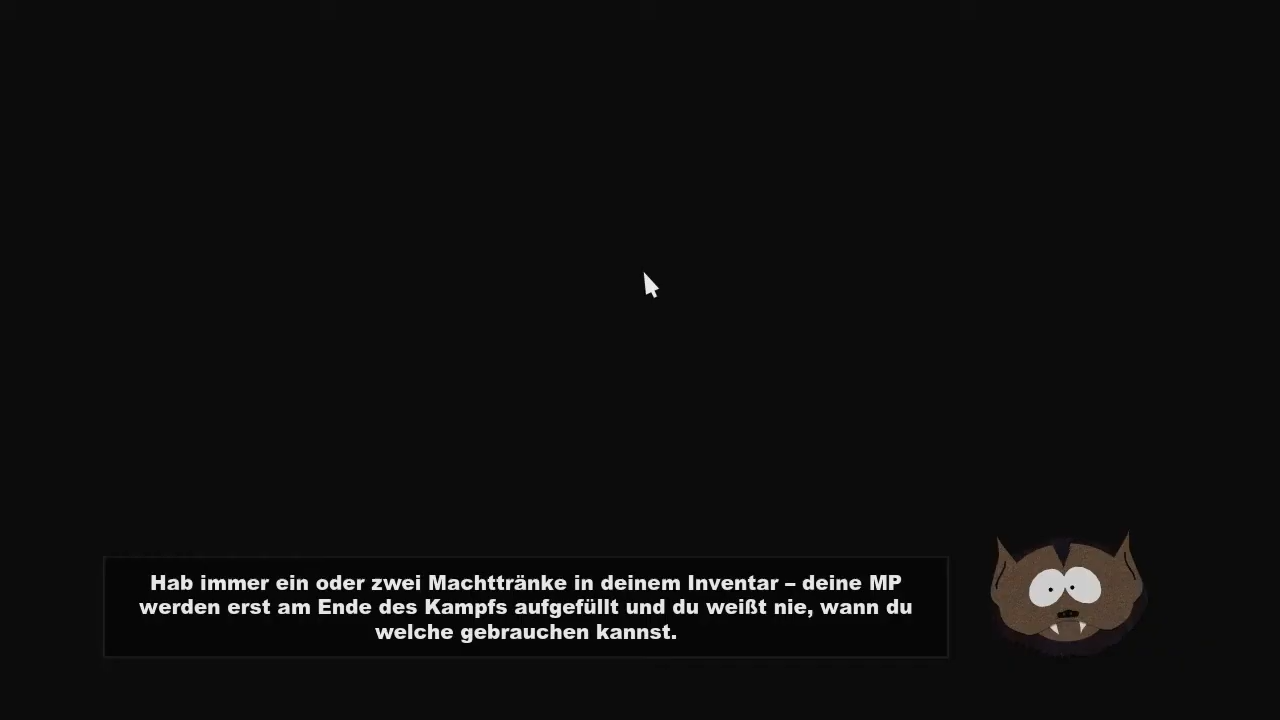 Hab immer ein oder zwei Machttränke in deinem Inventar – deine MP
werden erst am Ende des Kampfs aufgefüllt und du weißt nie, wann du
welche gebrauchen kannst.